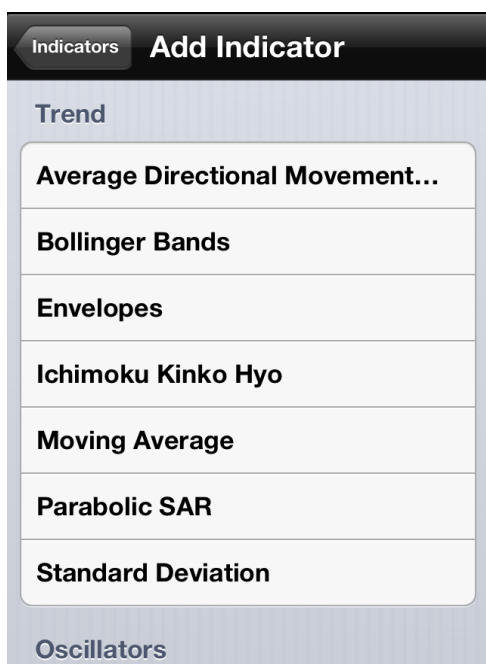 Indicators
Add Indicator
Trend
Average Directional Movement...
Bollinger Bands
Envelopes
Ichimoku Kinko Hyo
Moving Average
Parabolic SAR
Standard Deviation
Oscillators